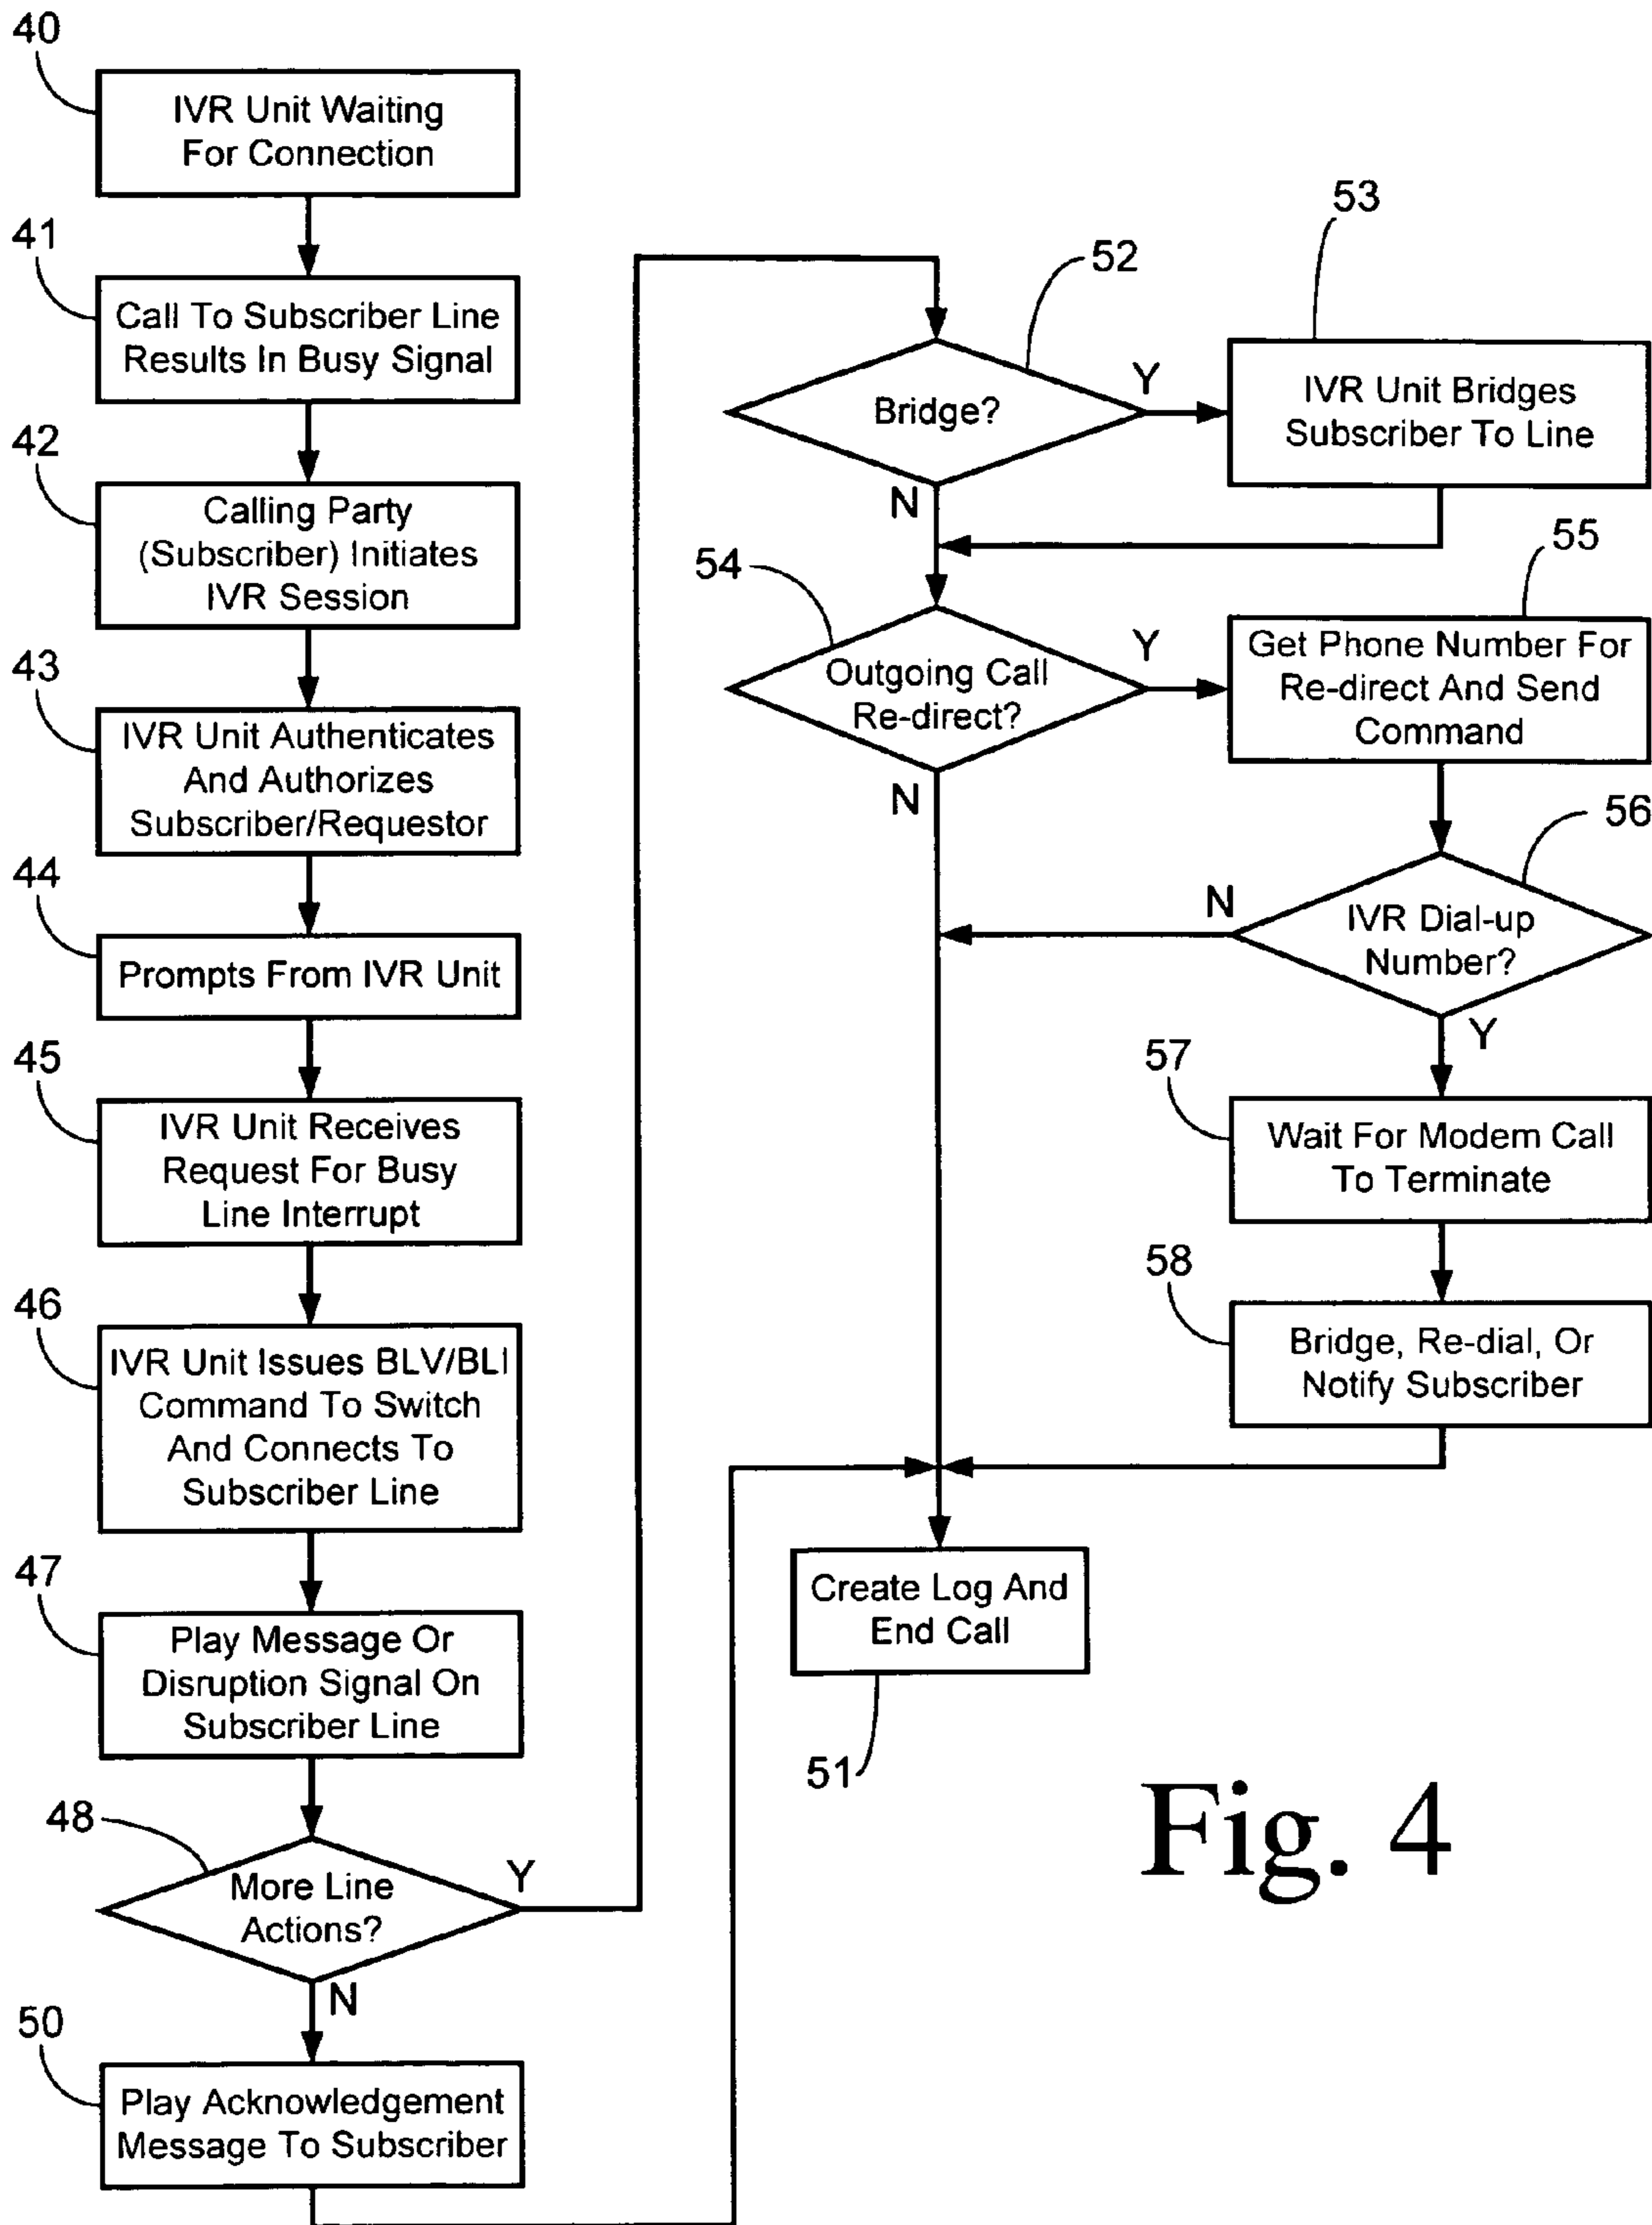 40
IVR Unit Waiting
For Connection
41
Call To Subscriber Line
Results In Busy Signal
42
Calling Party
(Subscriber) Initiates
IVR Session
43
IVR Unit Authenticates
And Authorizes
Subscriber/Requestor
44
Prompts From IVR Unit
45
IVR Unit Receives
Request For Busy
Line Interrupt
46
IVR Unit Issues BLV/BLI
Command To Switch
And Connects To
Subscriber Line
47
Play Message Or
Disruption Signal On
Subscriber Line
48
More Line
Actions?
Y
N
50
Play Acknowledgement
Message To Subscriber
52
Bridge?
Y
N
53
IVR Unit Bridges
Subscriber To Line
54
Outgoing Call
Re-direct?
Y
N
55
Get Phone Number For
Re-direct And Send
Command
56
IVR Dial-up
Number?
N
Y
57
Wait For Modem Call
To Terminate
58
Bridge, Re-dial, Or
Notify Subscriber
Create Log And
End Call
51
Fig. 4